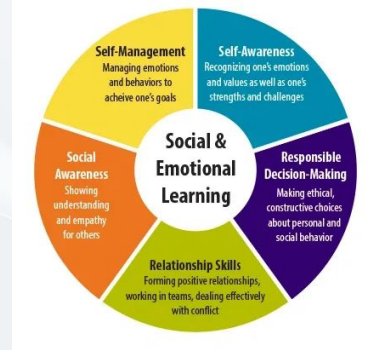 Self-Management
Managing emotions
and behaviors to
acheive one's goals
Self-Awareness
Recognizing one's emotions
and values as well as one's
strengths and challenges
Social
Awareness
Showing
understanding
and empathy
for others
Social &
Emotional
Learning
Responsible
Decision-Making
Making ethical,
constructive choices
about personal and
social behavior
Relationship Skills
Forming positive relationships,
working in teams, dealing effectively
with conflict